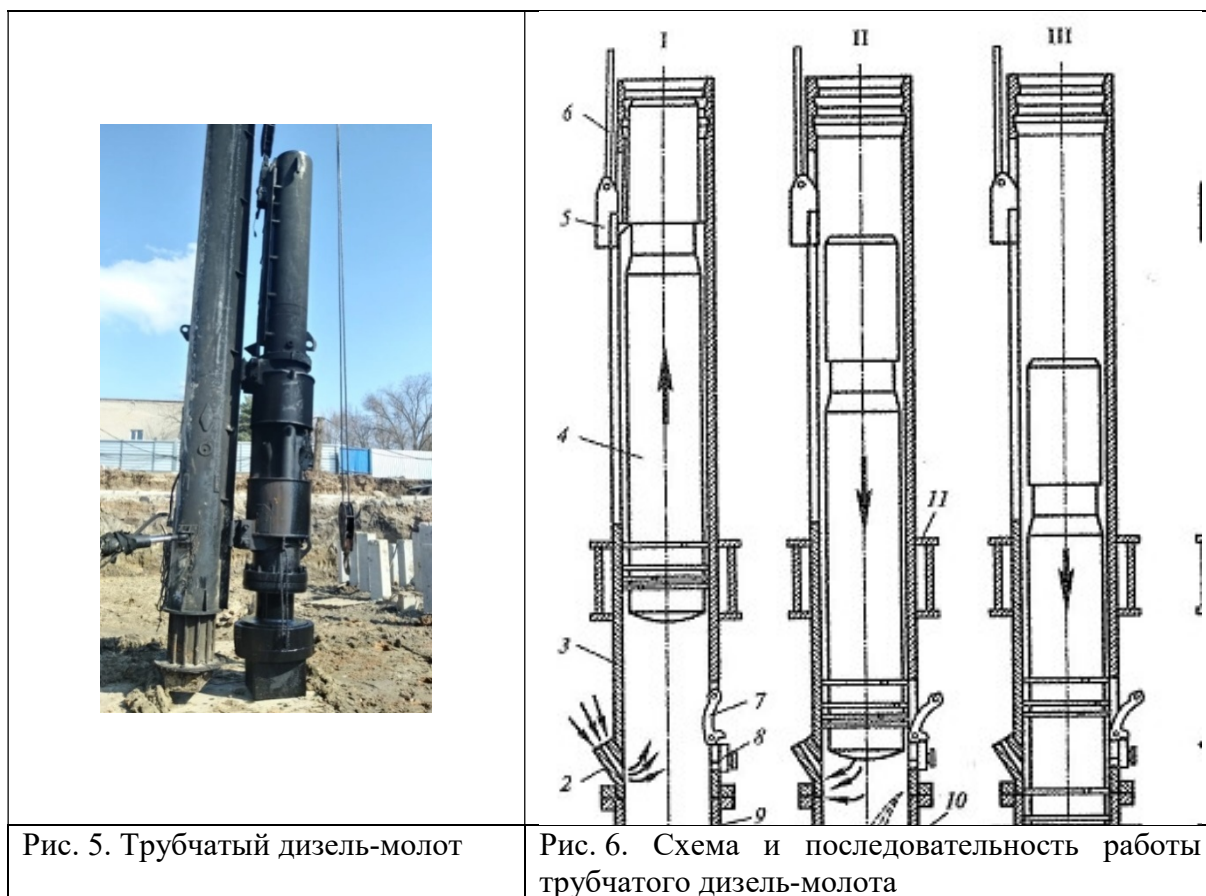 I II III
6
5
4
11
3
7
8
2
9
10
Рис. 5. Трубчатый дизель-молот
Рис. 6. Схема и последовательность работы
трубчатого дизель-молота